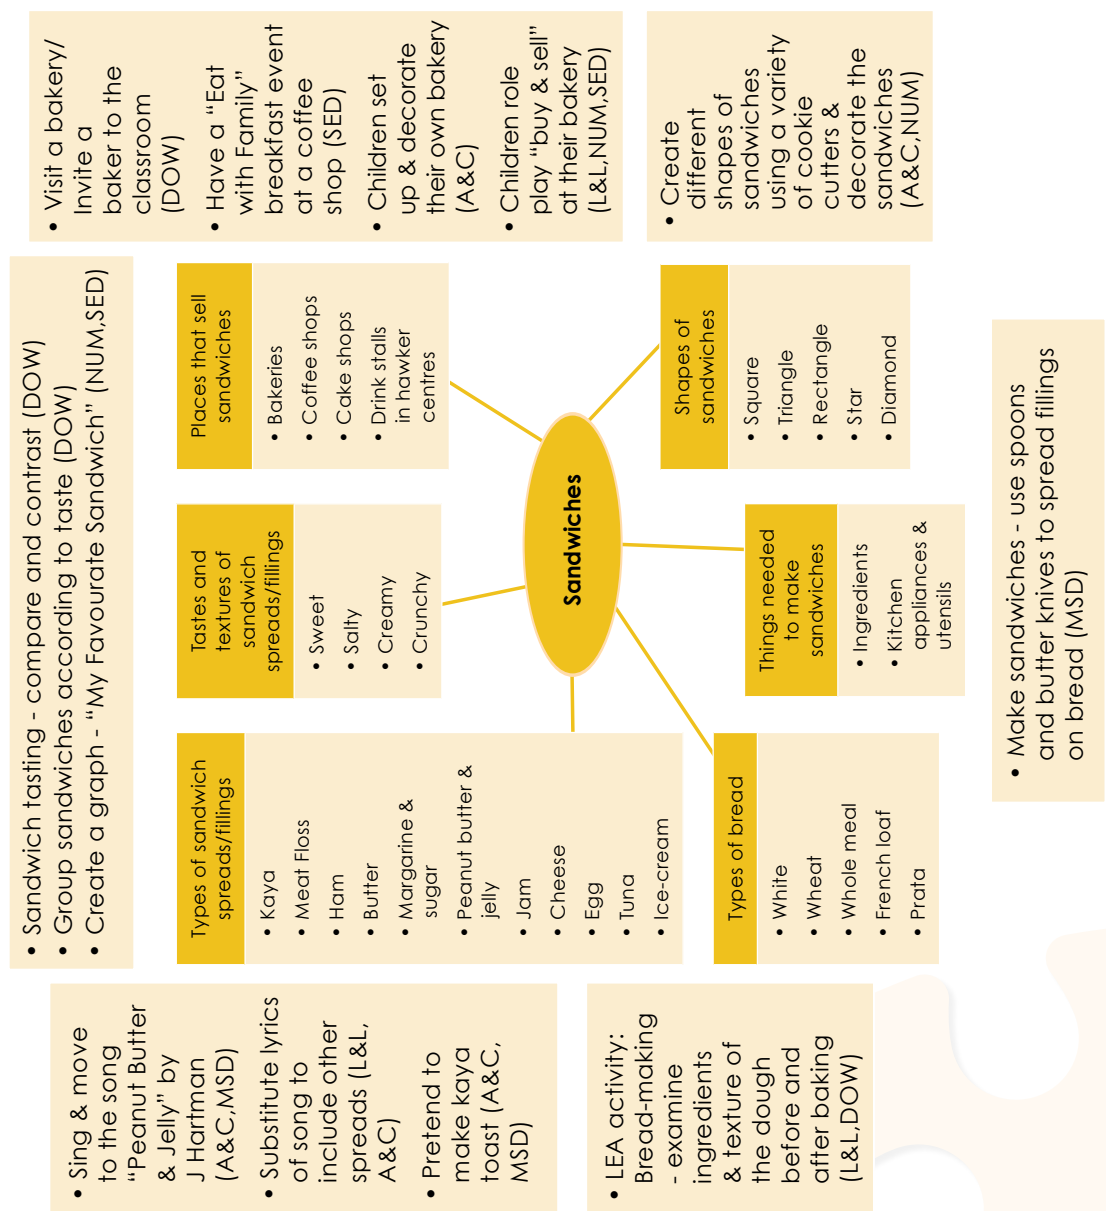 • Sandwich tasting - compare and contrast (DOW)
• Group sandwiches according to taste (DOW)
• Create a graph - “My Favourate Sandwich” (NUM,SED)
• Sing & move
to the song
“Peanut Butter
& Jelly” by
J Hartman
(A&C,MSD)
• Substitute lyrics
of song to
include other
spreads (L&L,
A&C)
• Pretend to
make kaya
toast (A&C,
MSD)
• LEA activity:
Bread-making
- examine
ingredients
& texture of
the dough
before and
after baking
(L&L,DOW)
Types of sandwich
spreads/fillings
• Kaya
• Meat Floss
• Ham
• Butter
• Margarine &
sugar
• Peanut butter &
jelly
• Jam
• Cheese
• Egg
• Tuna
• Ice-cream
Tastes and
textures of
sandwich
spreads/fillings
• Sweet
• Salty
• Creamy
• Crunchy
Places that sell
sandwiches
• Bakeries
• Coffee shops
• Cake shops
• Drink stalls
in hawker
centres
• Visit a bakery/
Invite a
baker to the
classroom
(DOW)
• Have a “Eat
with Family”
breakfast event
at a coffee
shop (SED)
• Children set
up & decorate
their own bakery
(A&C)
• Children role
play “buy & sell”
at their bakery
(L&L,NUM,SED)
Sandwiches
Types of bread
• White
• Wheat
• Whole meal
• French loaf
• Prata
Things needed
to make
sandwiches
• Ingredients
• Kitchen
appliances &
utensils
Shapes of
sandwiches
• Square
• Triangle
• Rectangle
• Star
• Diamond
• Create
different
shapes of
sandwiches
using a variety
of cookie
cutters &
decorate the
sandwiches
(A&C,NUM)
• Make sandwiches - use spoons
and butter knives to spread fillings
on bread (MSD)